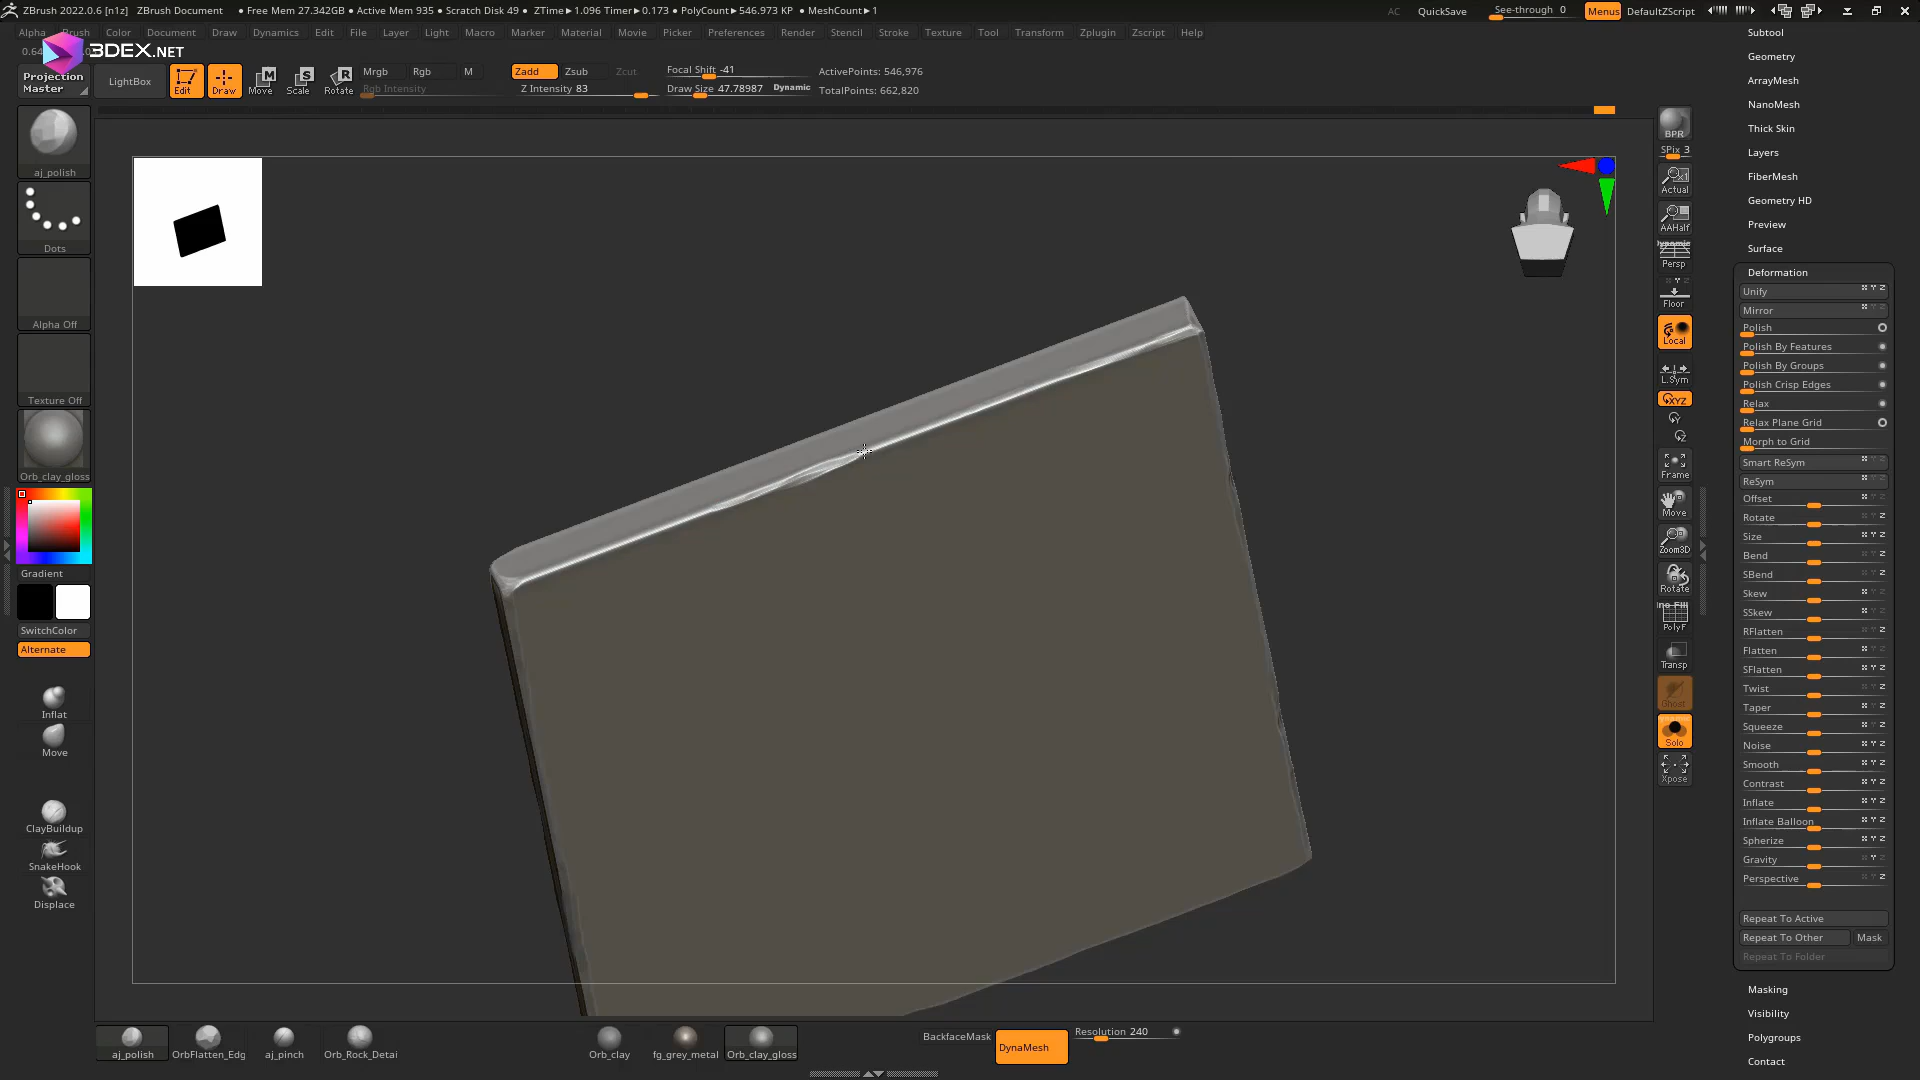 ZBrush 2022.0.6 [n1z] ZBrush Document • Free Mem 27.342GB • Active Mem 935 • Scratch Disk 49 • ZTime►1.096 Timer►0.173 • PolyCount►546.973 KP • MeshCount►1
AC QuickSave See-through 0 Menus DefaultZScript
Alpha Brush Color Document Draw Dynamics Edit File Layer Light Macro Marker Material Movie Picker Preferences Render Stencil Stroke Texture Tool Transform Zplugin Zscript Help
3DEX.NET
Projection Master
LightBox
Edit
Draw
Move
Scale
Rotate
Mrgb Rgb M
Rgb Intensity
Zadd Zsub Zcut
Z Intensity 83
Focal Shift -41
Draw Size 47.78987 Dynamic
ActivePoints: 546,976
TotalPoints: 662,820
aj_polish
Dots
Alpha Off
Texture Off
Orb_clay_gloss
Gradient
SwitchColor
Alternate
Inflat
Move
ClayBuildup
SnakeHook
Displace
BPR
SPix 3
Actual
AAHalf
Persp
Floor
Local
L.Sym
XYZ
Frame
Move
Zoom3D
Rotate
PolyF
Transp
Ghost
Solo
Xpose
Subtool
Geometry
ArrayMesh
NanoMesh
Thick Skin
Layers
FiberMesh
Geometry HD
Preview
Surface
Deformation
Unify
Mirror
Polish
Polish By Features
Polish By Groups
Polish Crisp Edges
Relax
Relax Plane Grid
Morph to Grid
Smart ReSym
ReSym
Offset
Rotate
Size
Bend
SBend
Skew
SSkew
RFlatten
Flatten
SFlatten
Twist
Taper
Squeeze
Noise
Smooth
Contrast
Inflate
Inflate Balloon
Spherize
Gravity
Perspective
Repeat To Active
Repeat To Other Mask
Repeat To Folder
Masking
Visibility
Polygroups
Contact
aj_polish OrbFlatten_Edg aj_pinch Orb_Rock_Detai Orb_clay fg_grey_metal Orb_clay_gloss
BackfaceMask
DynaMesh
Resolution 240